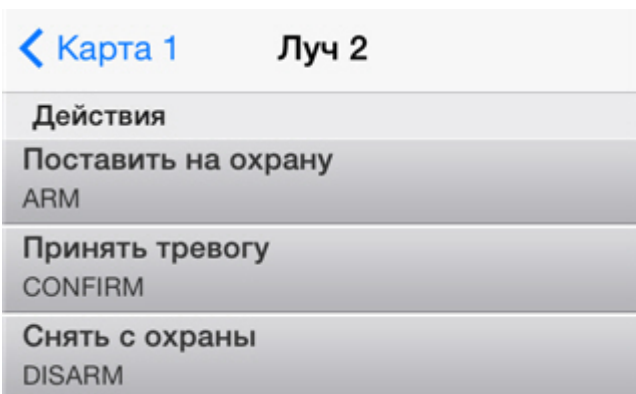 Карта 1 Луч 2
Действия
Поставить на охрану
ARM
Принять тревогу
CONFIRM
Снять с охраны
DISARM